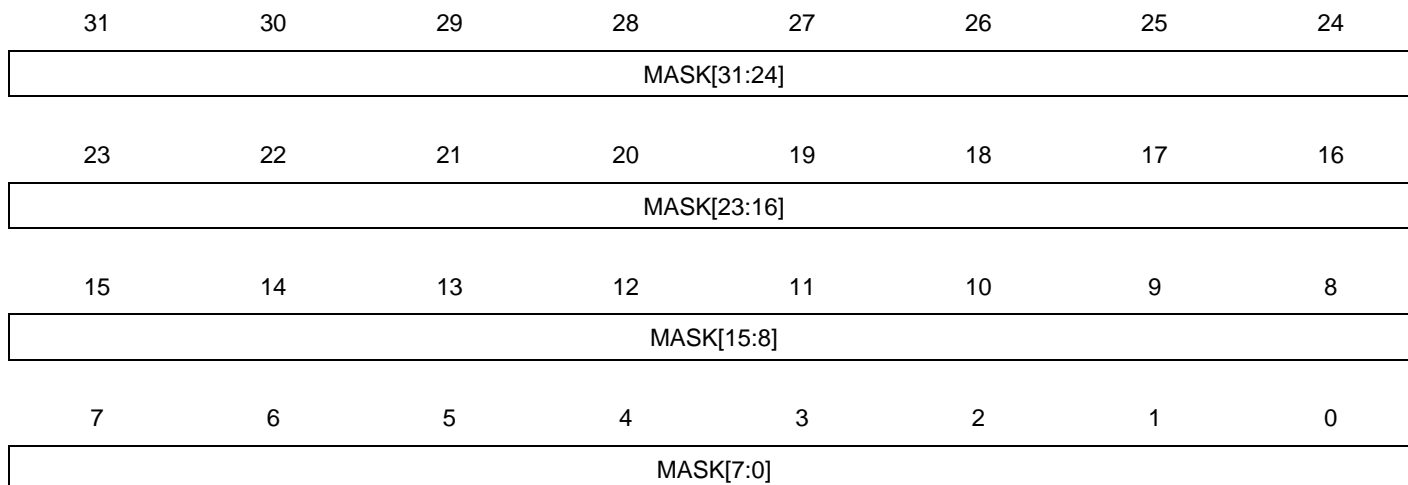 31 30 29 28 27 26 25 24
MASK[31:24]
23 22 21 20 19 18 17 16
MASK[23:16]
15 14 13 12 11 10 9 8
MASK[15:8]
7 6 5 4 3 2 1 0
MASK[7:0]